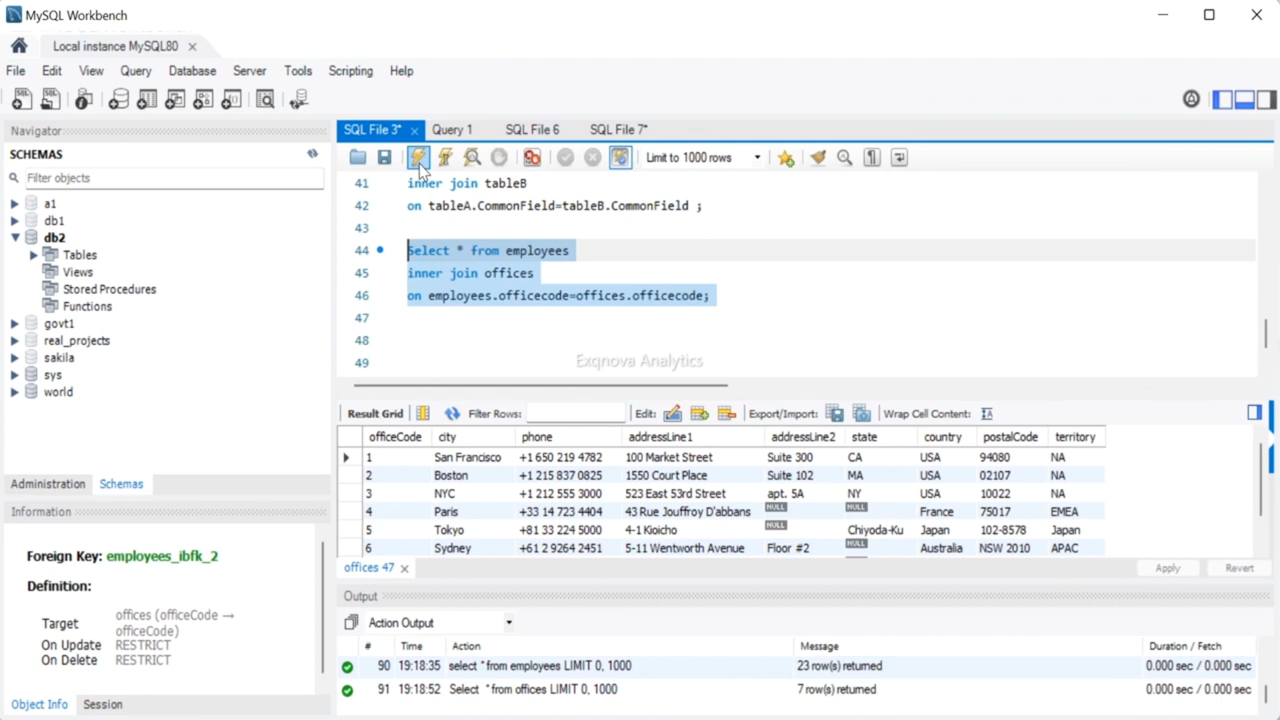 MySQL Workbench
Local instance MySQL80
File Edit View Query Database Server Tools Scripting Help
Navigator
SCHEMAS
Filter objects
a1
db1
db2
Tables
Views
Stored Procedures
Functions
govt1
real_projects
sakila
sys
world
Administration Schemas
Information
Foreign Key: employees_ibfk_2
Definition:
Target offices (officeCode →
officeCode)
On Update RESTRICT
On Delete RESTRICT
Object Info Session
SQL File 3* Query 1 SQL File 6 SQL File 7*
Limit to 1000 rows
41 inner join tableB
42 on tableA.CommonField=tableB.CommonField ;
43
44 Select * from employees
45 inner join offices
46 on employees.officecode=offices.officecode;
47
48
49
Exqnova Analytics
Result Grid Filter Rows: Edit: Export/Import: Wrap Cell Content:
officeCode city phone addressLine1 addressLine2 state country postalCode territory
1 San Francisco +1 650 219 4782 100 Market Street Suite 300 CA USA 94080 NA
2 Boston +1 215 837 0825 1550 Court Place Suite 102 MA USA 02107 NA
3 NYC +1 212 555 3000 523 East 53rd Street apt. 5A NY USA 10022 NA
4 Paris +33 14 723 4404 43 Rue Jouffroy D'abbans NULL NULL France 75017 EMEA
5 Tokyo +81 33 224 5000 4-1 Kioicho NULL Chiyoda-Ku Japan 102-8578 Japan
6 Sydney +61 2 9264 2451 5-11 Wentworth Avenue Floor #2 NULL Australia NSW 2010 APAC
offices 47 Apply Revert
Output
Action Output
# Time Action Message Duration / Fetch
90 19:18:35 select * from employees LIMIT 0, 1000 23 row(s) returned 0.000 sec / 0.000 sec
91 19:18:52 Select * from offices LIMIT 0, 1000 7 row(s) returned 0.000 sec / 0.000 sec